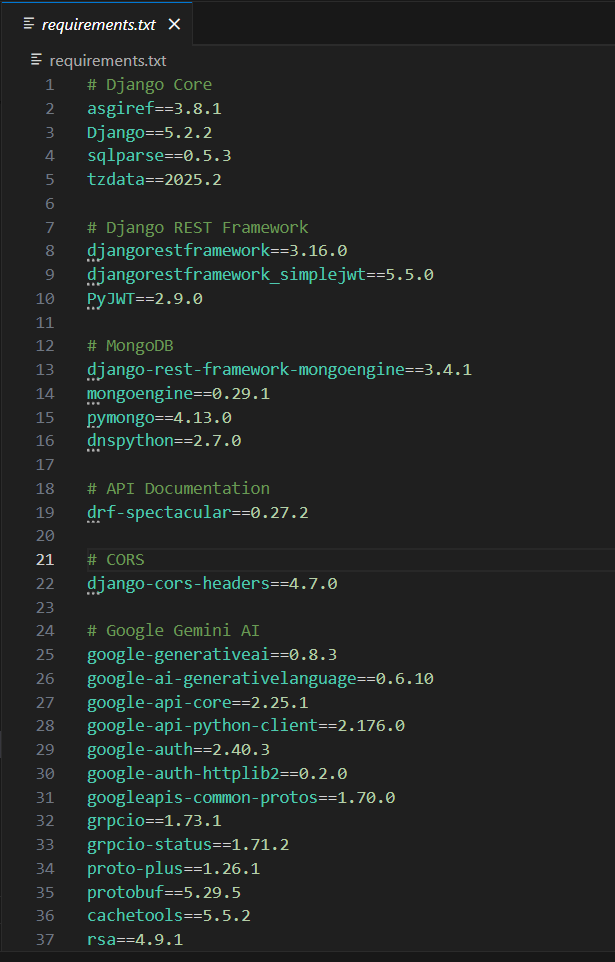 requirements.txt
requirements.txt
1 # Django Core
2 asgiref==3.8.1
3 Django==5.2.2
4 sqlparse==0.5.3
5 tzdata==2025.2
6
7 # Django REST Framework
8 djangorestframework==3.16.0
9 djangorestframework_simplejwt==5.5.0
10 PyJWT==2.9.0
11
12 # MongoDB
13 django-rest-framework-mongoengine==3.4.1
14 mongoengine==0.29.1
15 pymongo==4.13.0
16 dnspython==2.7.0
17
18 # API Documentation
19 drf-spectacular==0.27.2
20
21 # CORS
22 django-cors-headers==4.7.0
23
24 # Google Gemini AI
25 google-generativeai==0.8.3
26 google-ai-generativelanguage==0.6.10
27 google-api-core==2.25.1
28 google-api-python-client==2.176.0
29 google-auth==2.40.3
30 google-auth-httplib2==0.2.0
31 googleapis-common-protos==1.70.0
32 grpcio==1.73.1
33 grpcio-status==1.71.2
34 proto-plus==1.26.1
35 protobuf==5.29.5
36 cachetools==5.5.2
37 rsa==4.9.1